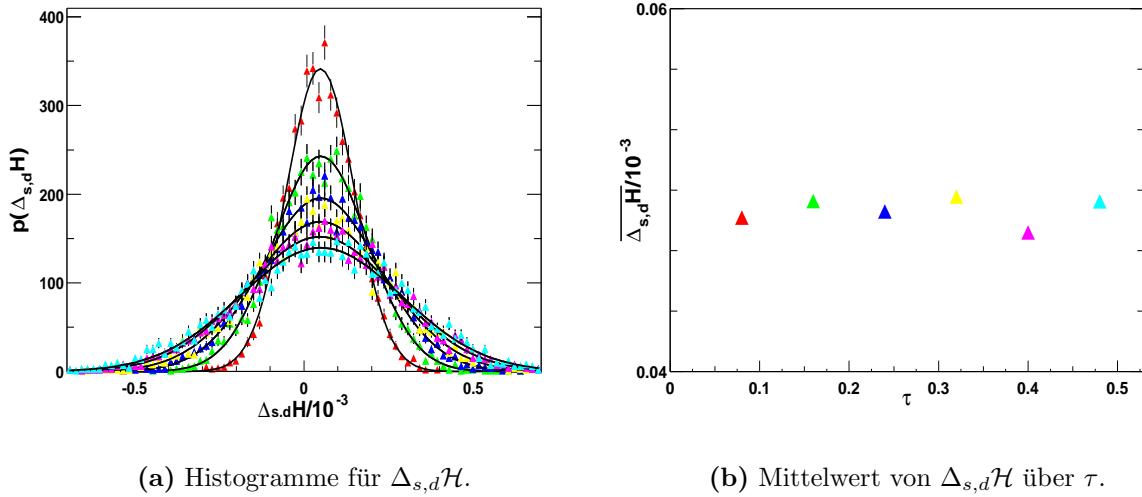 400
300
200
100
0
p(Δs,dH)
-0.5 0 0.5
Δs,dH/10⁻³
0.06
0.04
Δs,dH/10⁻³
0 0.1 0.2 0.3 0.4 0.5
τ
(a) Histogramme für Δs,dℋ.
(b) Mittelwert von Δs,dℋ über τ.